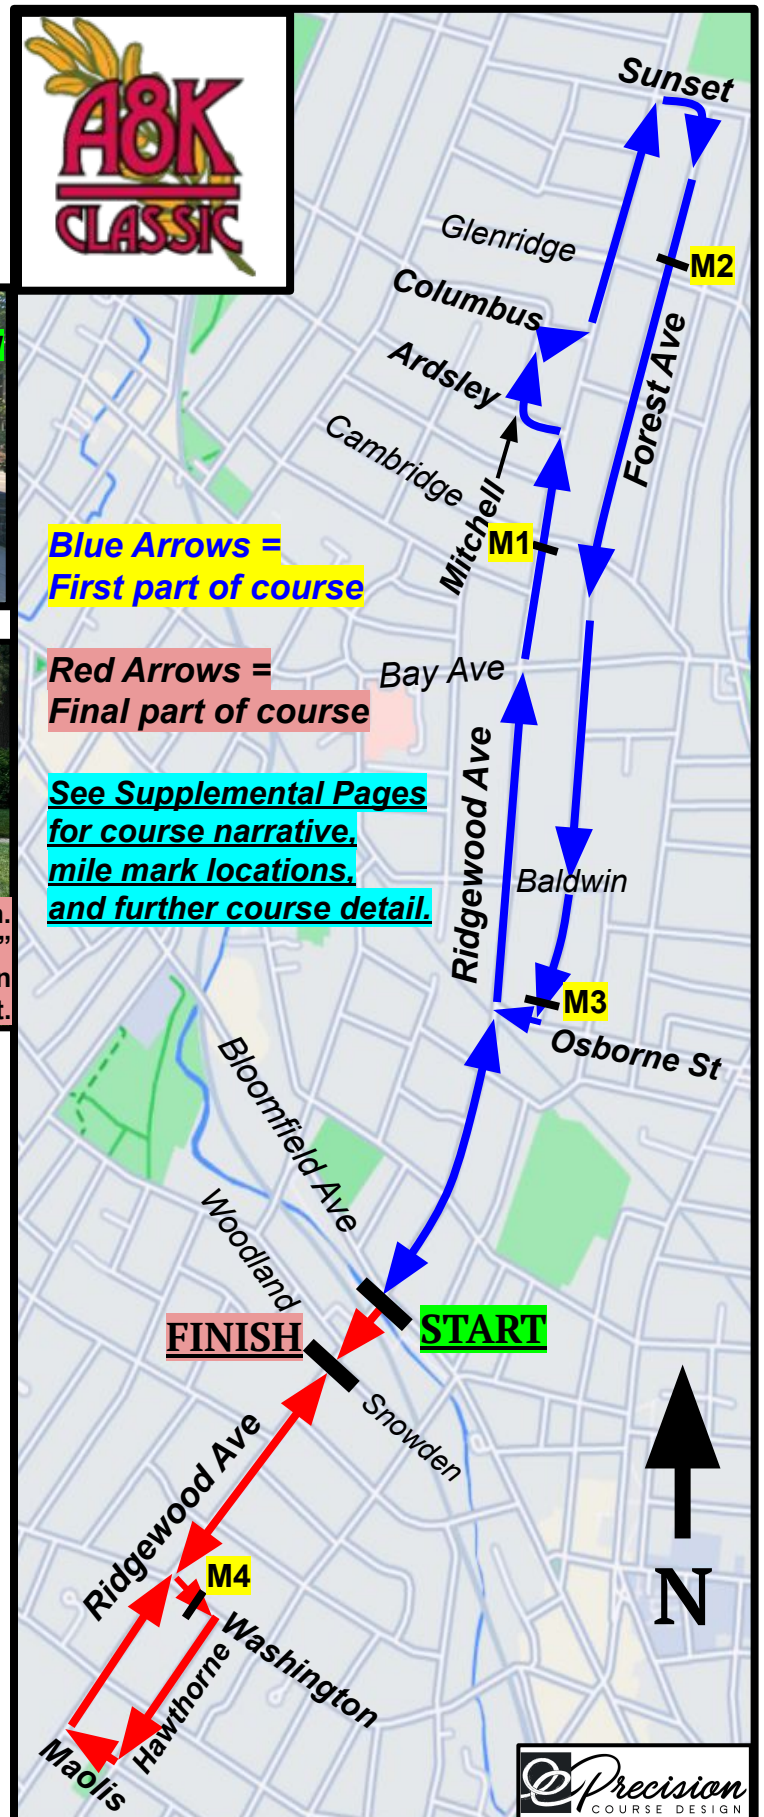 A8K
CLASSIC
Sunset
Glenridge
M2
Columbus
Ardsley
Forest Ave
Cambridge
Mitchell
M1
Blue Arrows =
First part of course
Red Arrows =
Final part of course
Bay Ave
See Supplemental Pages
for course narrative,
mile mark locations,
and further course detail.
Ridgewood Ave
Baldwin
.
”
n
t.
M3
Osborne St
Bloomfield Ave
Woodland
FINISH
START
Snowden
Ridgewood Ave
M4
Washington
Hawthorne
Maolis
N
Precision
COURSE DESIGN